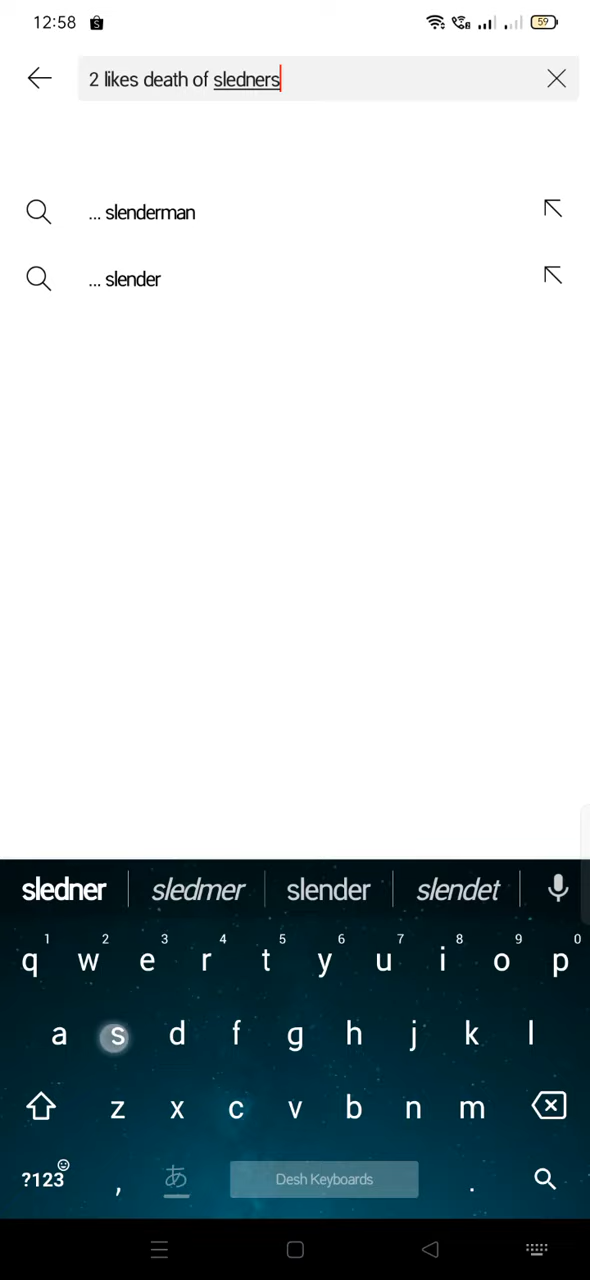 12:58 59
2 likes death of sledners
... slenderman
... slender
sledner sledmer slender slendet
1 2 3 4 5 6 7 8 9 0
q w e r t y u i o p
a s d f g h j k l
z x c v b n m
?123 , あ Desh Keyboards .